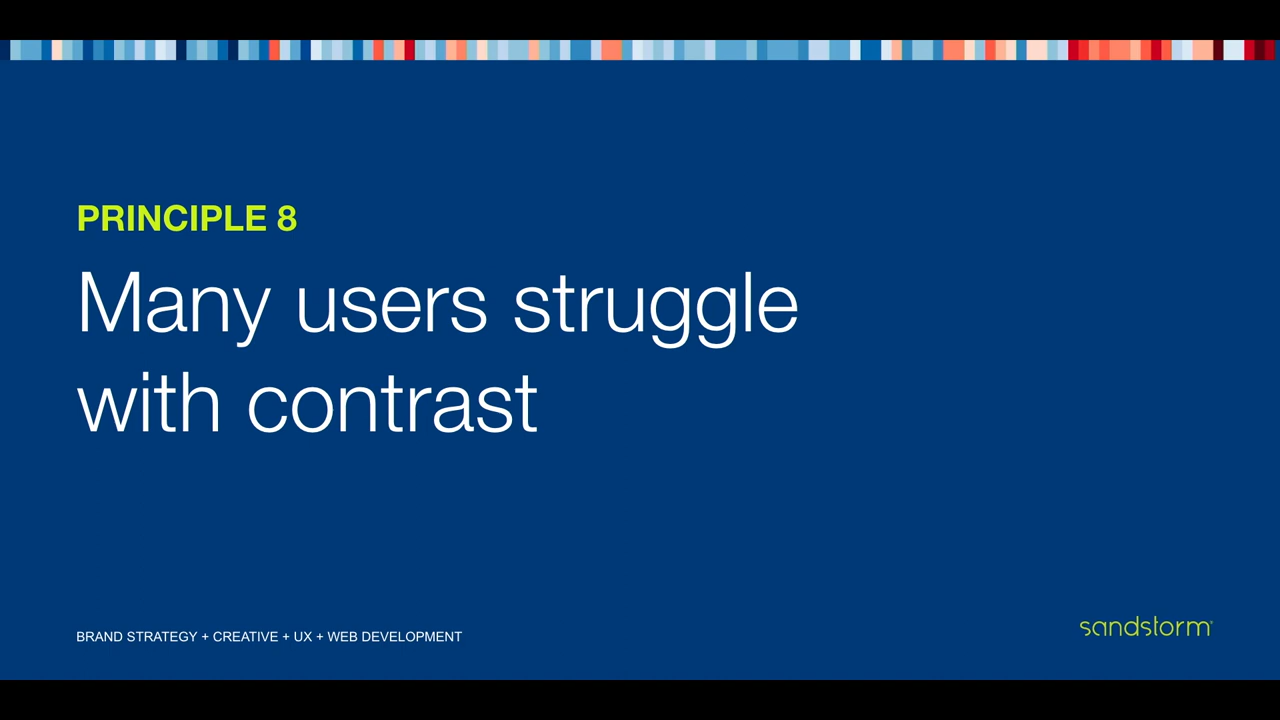 PRINCIPLE 8
Many users struggle
with contrast
BRAND STRATEGY + CREATIVE + UX + WEB DEVELOPMENT
sandstorm®